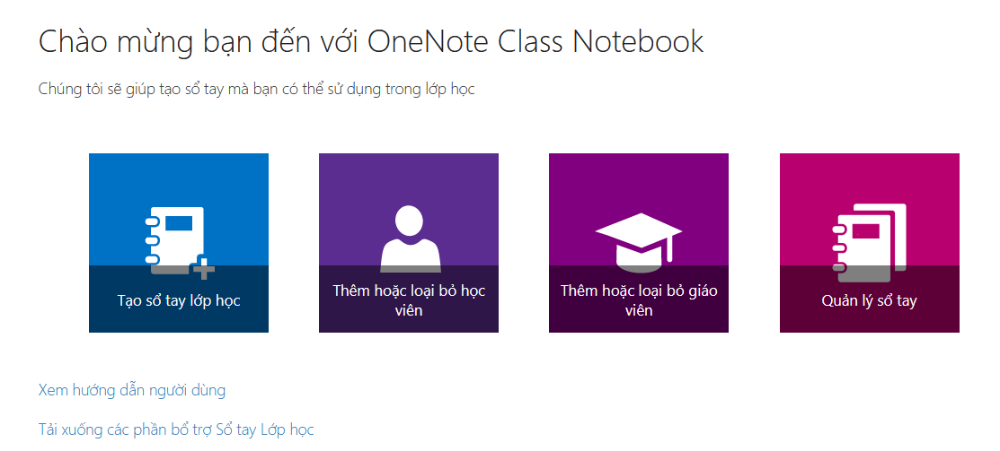 Chào mừng bạn đến với OneNote Class Notebook
Chúng tôi sẽ giúp tạo sổ tay mà bạn có thể sử dụng trong lớp học
Tạo sổ tay lớp học
Thêm hoặc loại bỏ học
viên
Thêm hoặc loại bỏ giáo
viên
Quản lý sổ tay
Xem hướng dẫn người dùng
Tải xuống các phần bổ trợ Sổ tay Lớp học